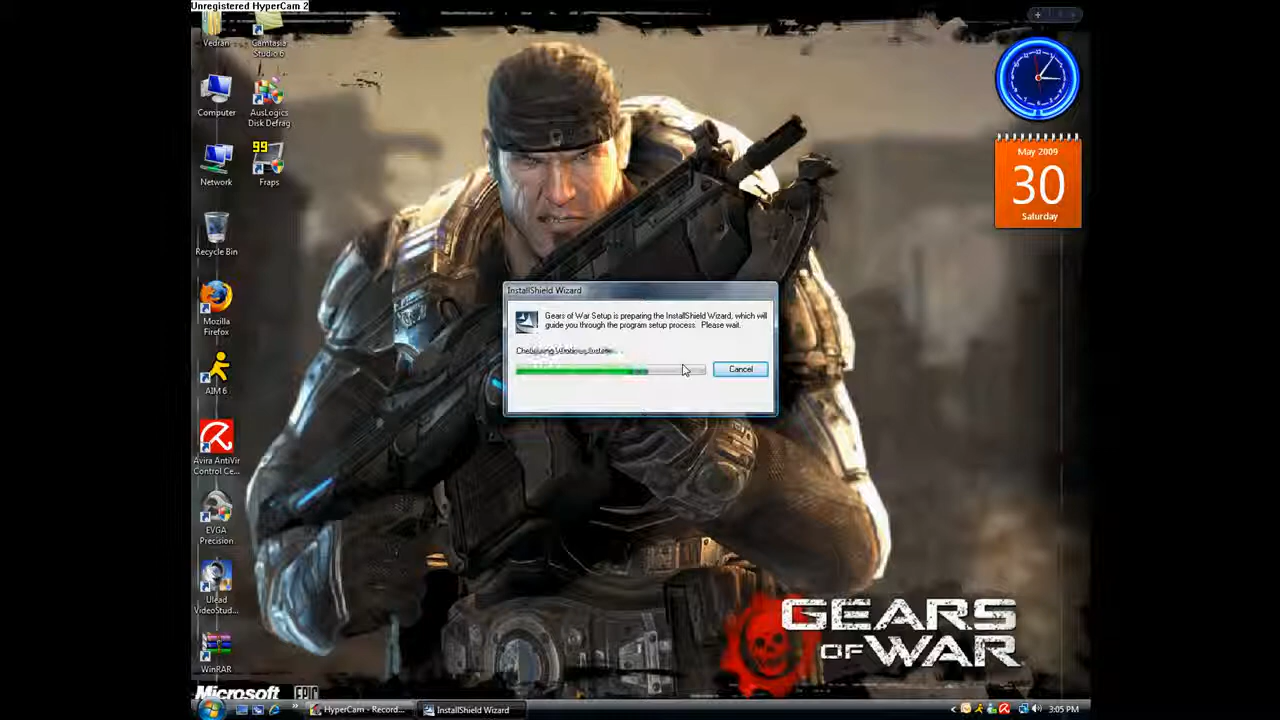 Unregistered HyperCam 2
Vedran
Camtasia
Studio 6
Computer
AusLogics
Disk Defrag
99
Network
Fraps
Recycle Bin
Mozilla
Firefox
AIM 6
Avira AntiVir
Control Ce...
EVGA
Precision
Ulead
VideoStud...
WinRAR
May 2009
30
Saturday
InstallShield Wizard
Gears of War Setup is preparing the InstallShield Wizard, which will
guide you through the program setup process. Please wait.
Cancel
GEARS
OF WAR
Microsoft
EPIC
HyperCam - Record...
InstallShield Wizard
3:05 PM